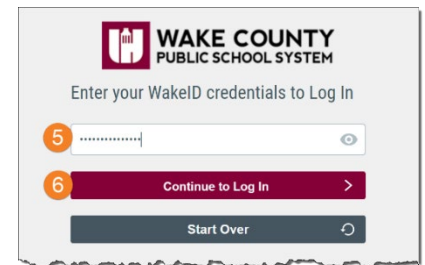 WAKE COUNTY
PUBLIC SCHOOL SYSTEM
Enter your WakeID credentials to Log In
5 ...............
6 Continue to Log In >
Start Over